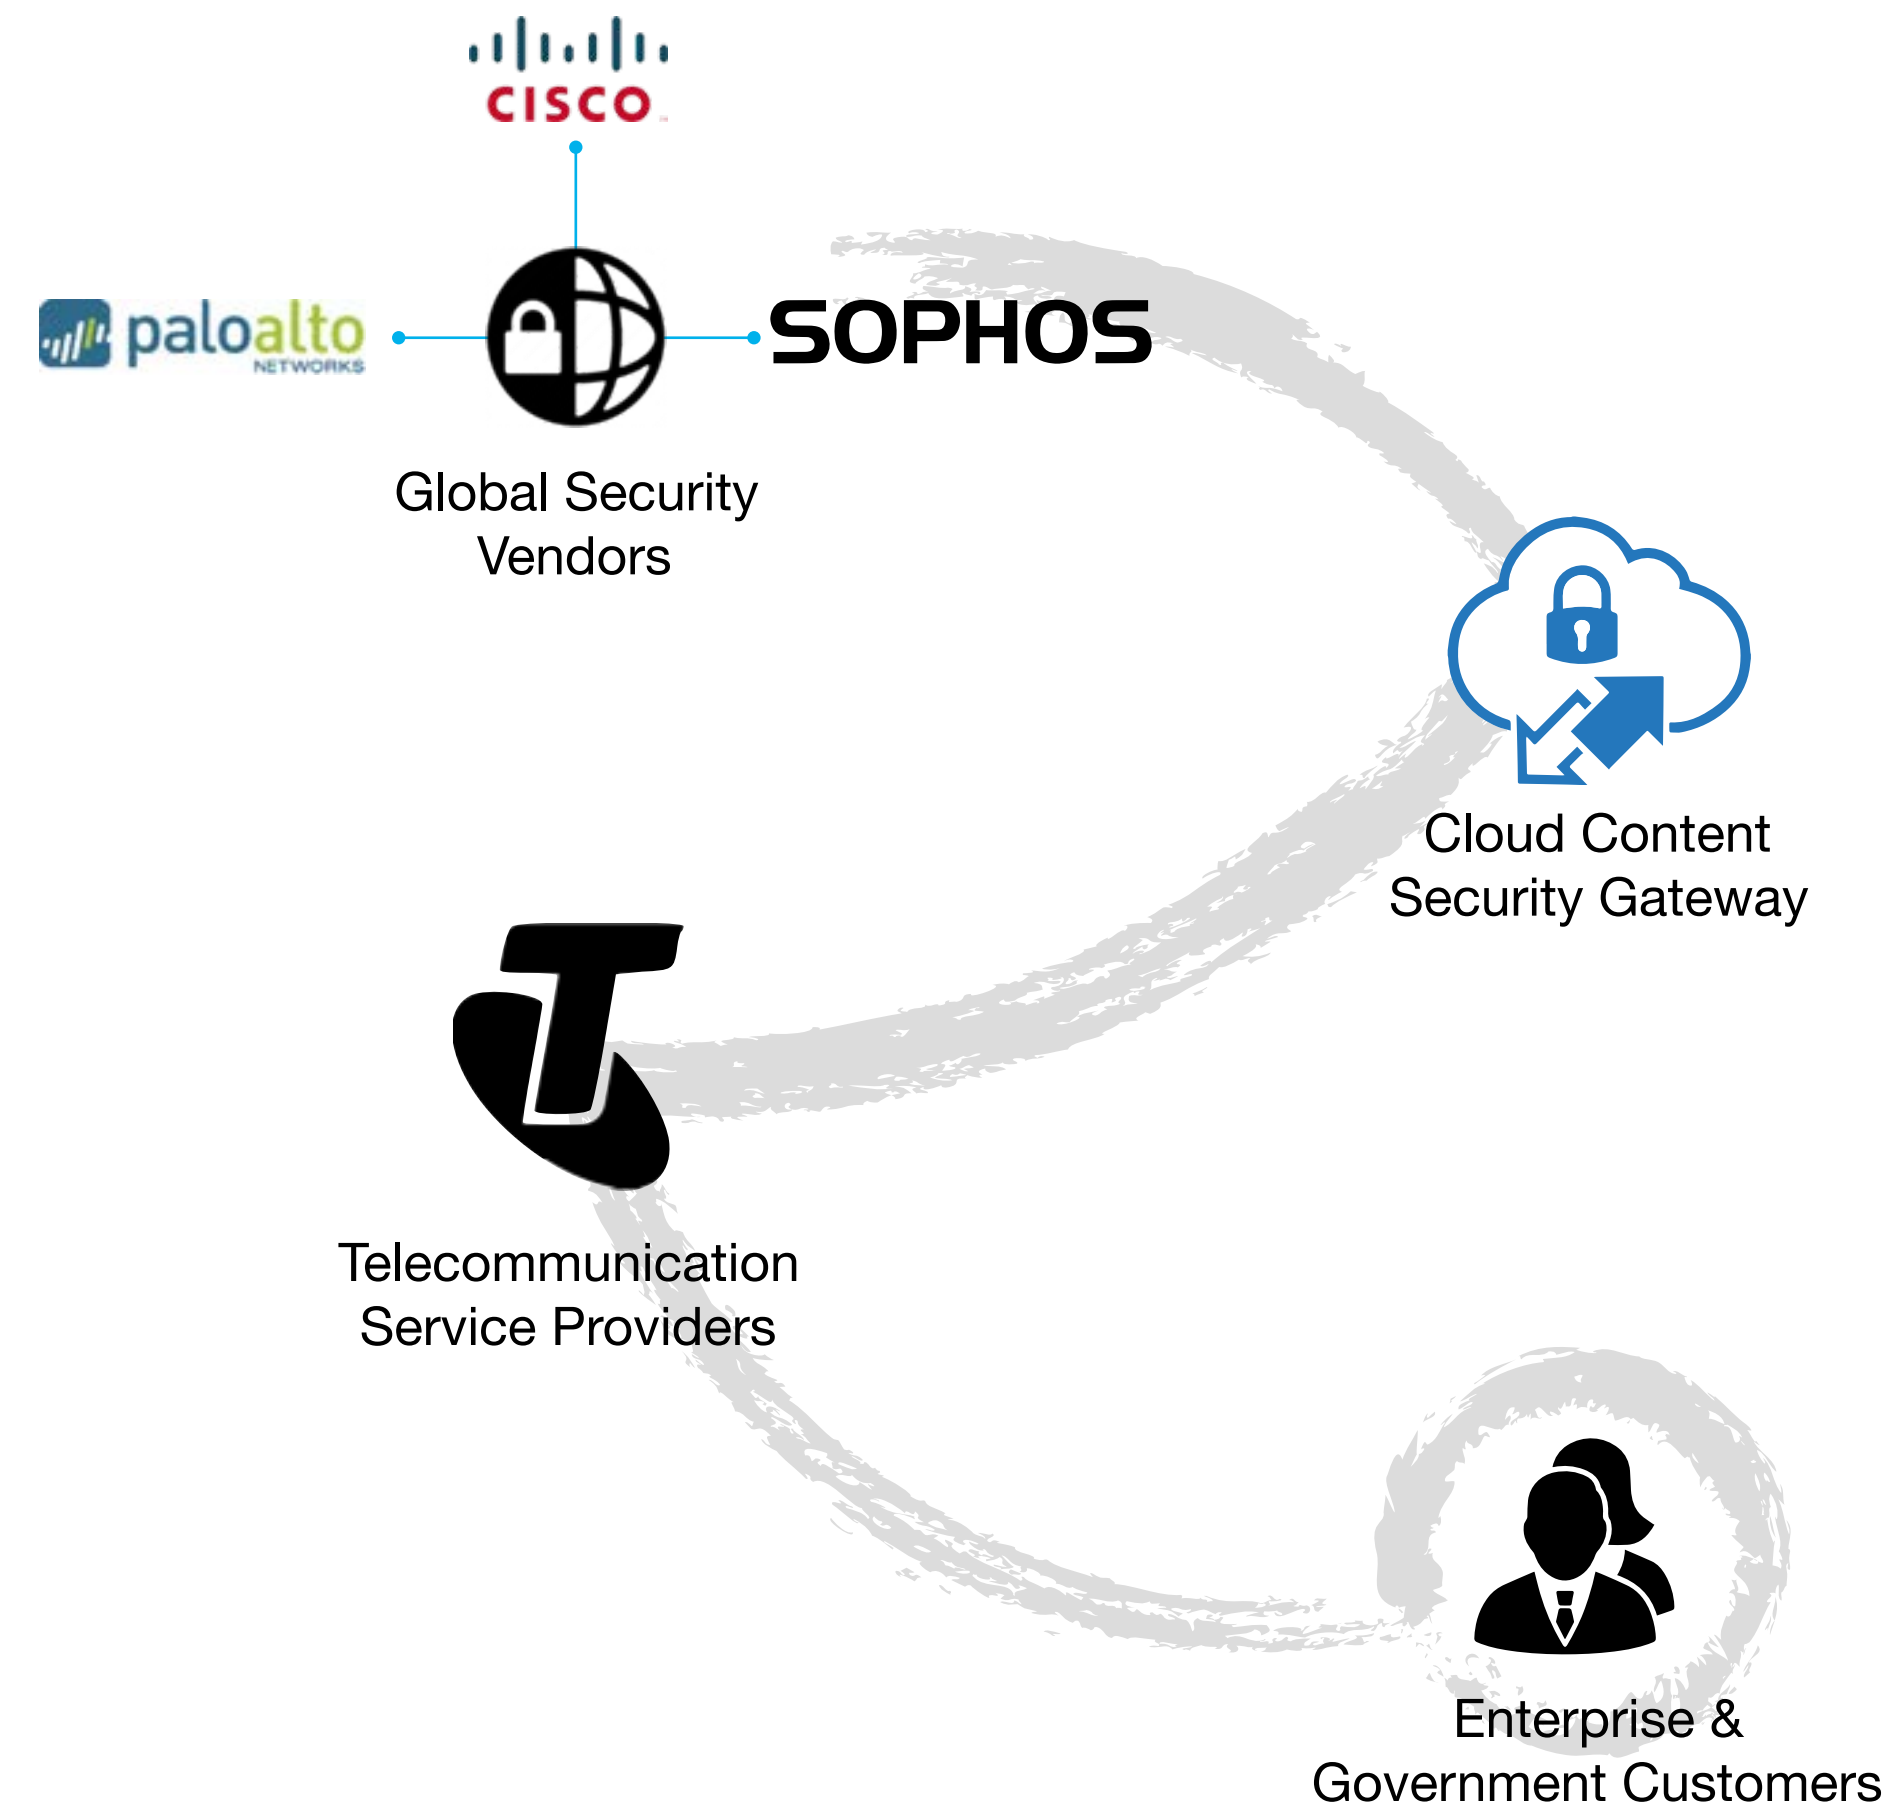 CISCO
paloalto
NETWORKS
SOPHOS
Global Security
Vendors
Cloud Content
Security Gateway
T
Telecommunication
Service Providers
Enterprise &
Government Customers